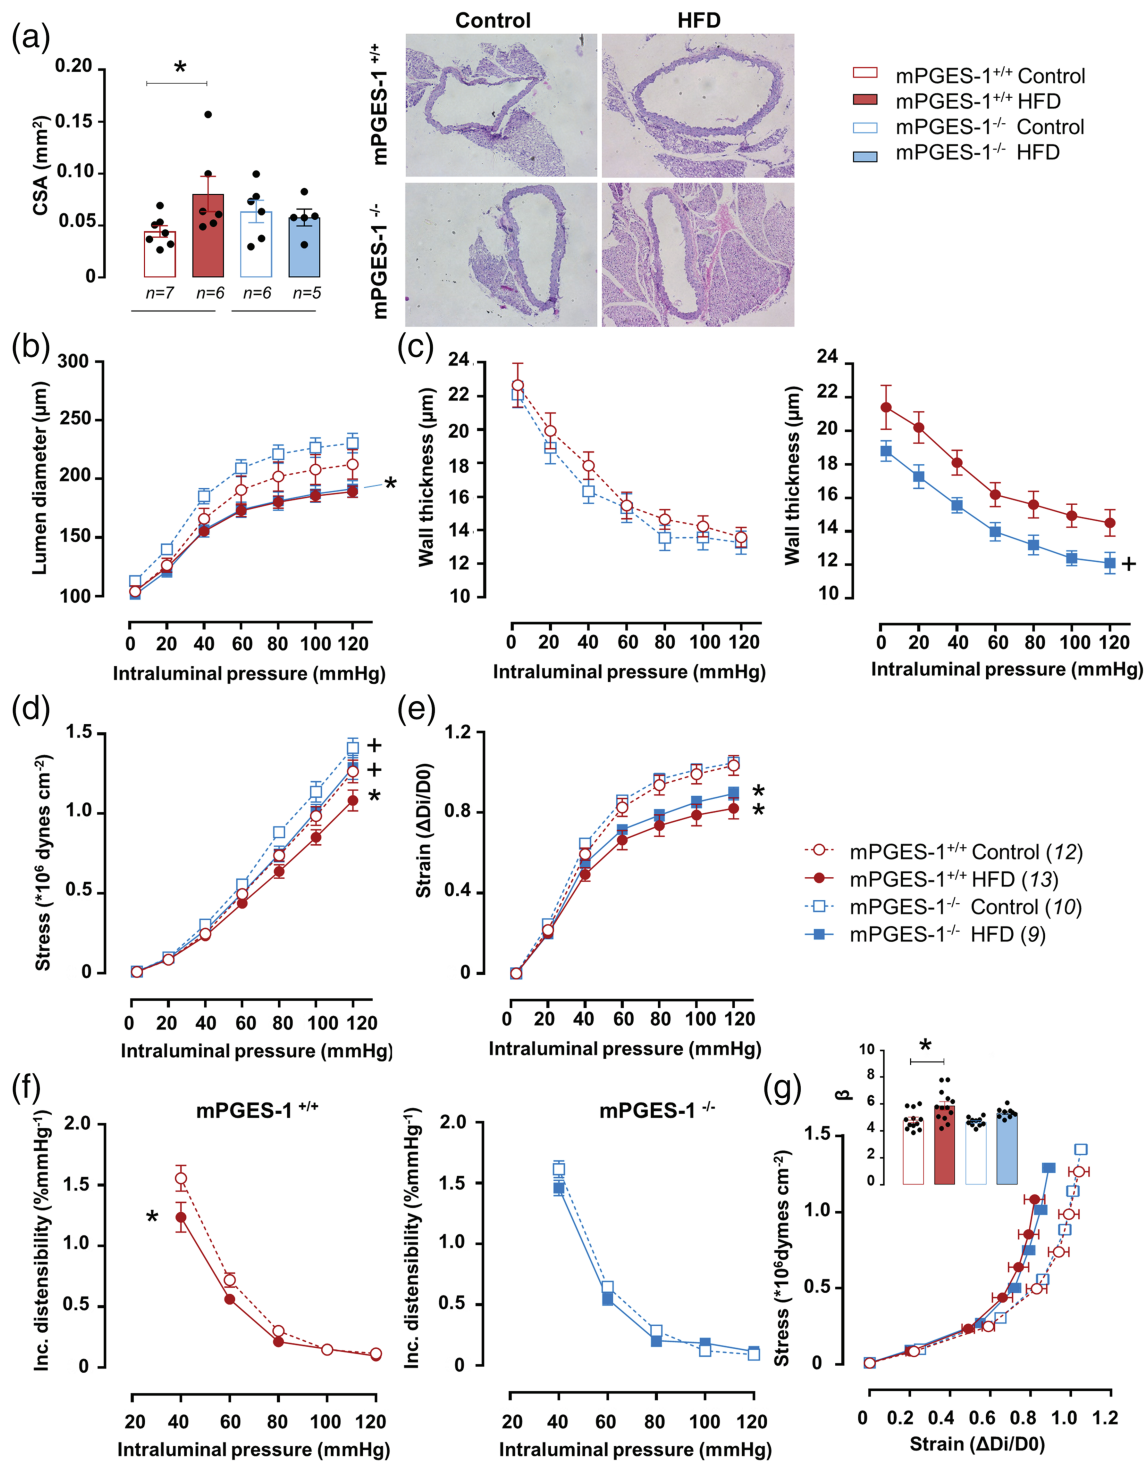 (a)
CSA (mm²)
0.20
0.15
0.10
0.05
0
*
n=7 n=6 n=6 n=5
Control HFD
mPGES-1 +/+
mPGES-1 -/-
mPGES-1+/+ Control
mPGES-1+/+ HFD
mPGES-1-/- Control
mPGES-1-/- HFD
(b)
Lumen diameter (μm)
300
250
200
150
100
*
0 20 40 60 80 100 120
Intraluminal pressure (mmHg)
(c)
Wall thickness (μm)
24
22
20
18
16
14
12
10
0 20 40 60 80 100 120
Intraluminal pressure (mmHg)
Wall thickness (μm)
24
22
20
18
16
14
12
10
+
0 20 40 60 80 100 120
Intraluminal pressure (mmHg)
(d)
Stress (*10⁶ dynes cm⁻²)
1.5
1.0
0.5
0
+
+
*
0 20 40 60 80 100 120
Intraluminal pressure (mmHg)
(e)
Strain (ΔDi/D0)
1.2
0.8
0.4
0
*
*
0 20 40 60 80 100 120
Intraluminal pressure (mmHg)
mPGES-1+/+ Control (12)
mPGES-1+/+ HFD (13)
mPGES-1-/- Control (10)
mPGES-1-/- HFD (9)
(f)
mPGES-1 +/+
Inc. distensibility (%mmHg⁻¹)
2.0
1.5
1.0
0.5
0
*
20 40 60 80 100 120
Intraluminal pressure (mmHg)
mPGES-1 -/-
Inc. distensibility (%mmHg⁻¹)
2.0
1.5
1.0
0.5
0
20 40 60 80 100 120
Intraluminal pressure (mmHg)
(g)
β
10
8
6
4
2
0
*
Stress (*10⁶dymes cm⁻²)
1.5
1.0
0.5
0
0 0.2 0.4 0.6 0.8 1.0 1.2
Strain (ΔDi/D0)